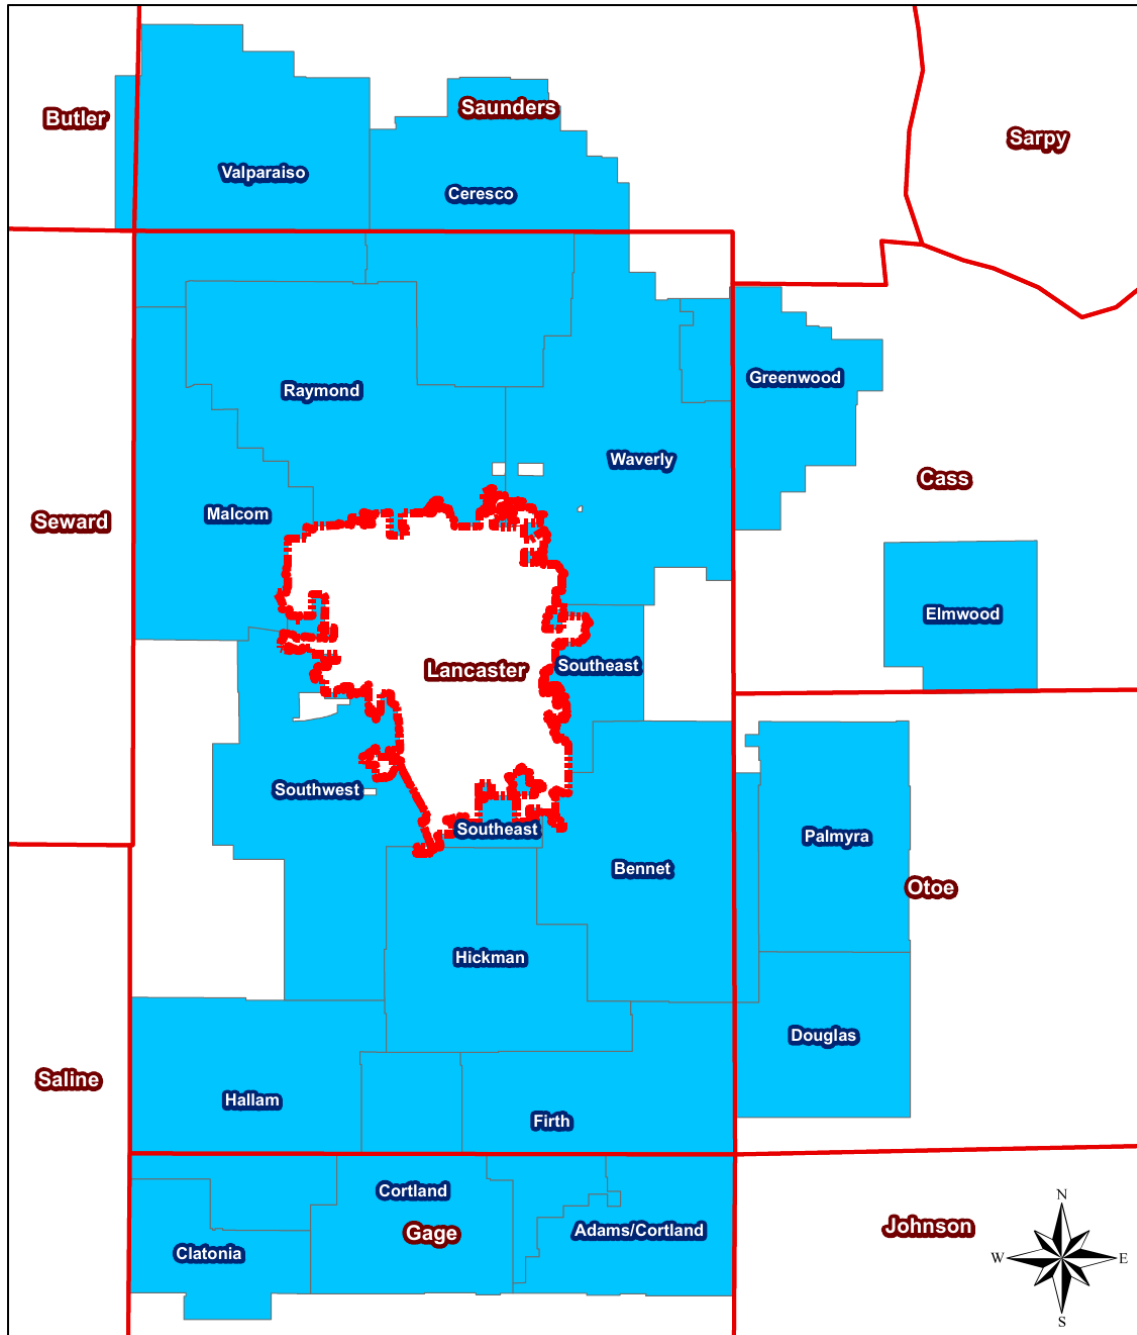 Saunders
Butler
Sarpy
Valparaiso
Ceresco
Greenwood
Raymond
Waverly
Cass
Malcom
Seward
Elmwood
Southeast
Lancaster
Southwest
Southeast
Palmyra
Bennet
Otoe
Hickman
Douglas
Saline
Hallam
Firth
Cortland
N
Johnson
Gage
Adams/Cortland
Clatonia
W
E
S